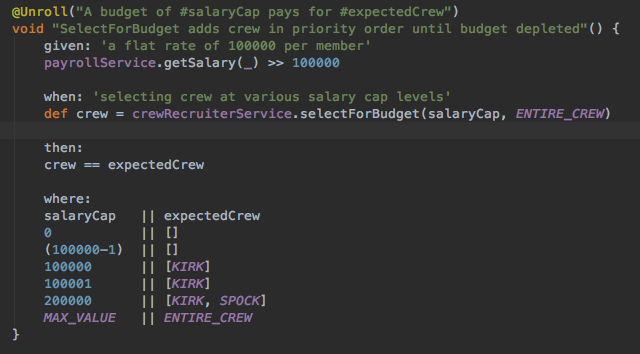 @Unroll("A budget of #salaryCap pays for #expectedCrew")
void "SelectForBudget adds crew in priority order until budget depleted"() {
    given: 'a flat rate of 100000 per member'
    payrollService.getSalary(_) >> 100000

    when: 'selecting crew at various salary cap levels'
    def crew = crewRecruiterService.selectForBudget(salaryCap, ENTIRE_CREW)

    then:
    crew == expectedCrew

    where:
    salaryCap   || expectedCrew
    0           || []
    (100000-1)  || []
    100000      || [KIRK]
    100001      || [KIRK]
    200000      || [KIRK, SPOCK]
    MAX_VALUE   || ENTIRE_CREW
}